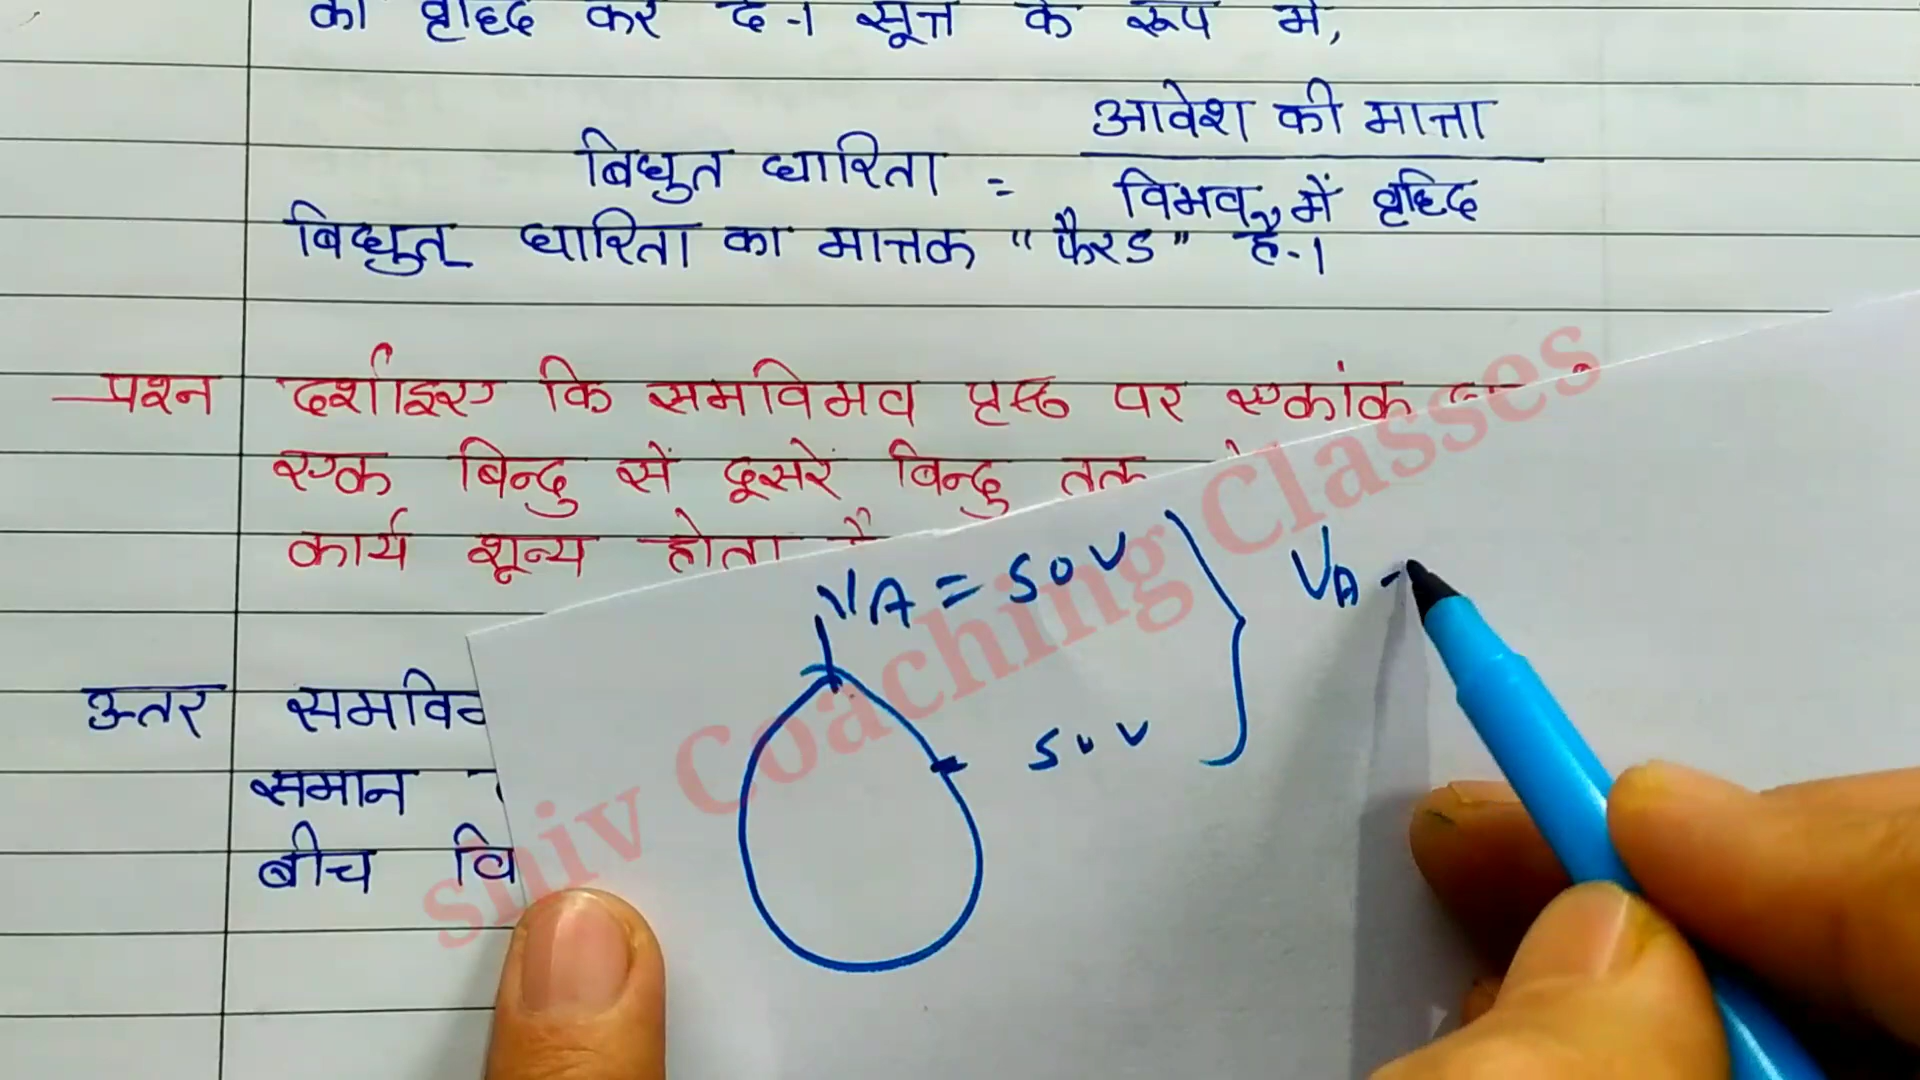 को वृद्धि कर दे-। सूत्र के रूप में,
आवेश की मात्रा
विधुत धारिता =
विभव में वृद्धि
विधुत धारिता का मात्रक "फैरड" है-।
प्रश्न दर्शाइए कि समविभव पृष्ठ पर एकांक
एक बिन्दु सें दूसरें बिन्दु तक
कार्य शून्य होता है
VA = 50V
VA -
उत्तर समविभ
50V
समान
बीच वि
shiv Coaching Classes